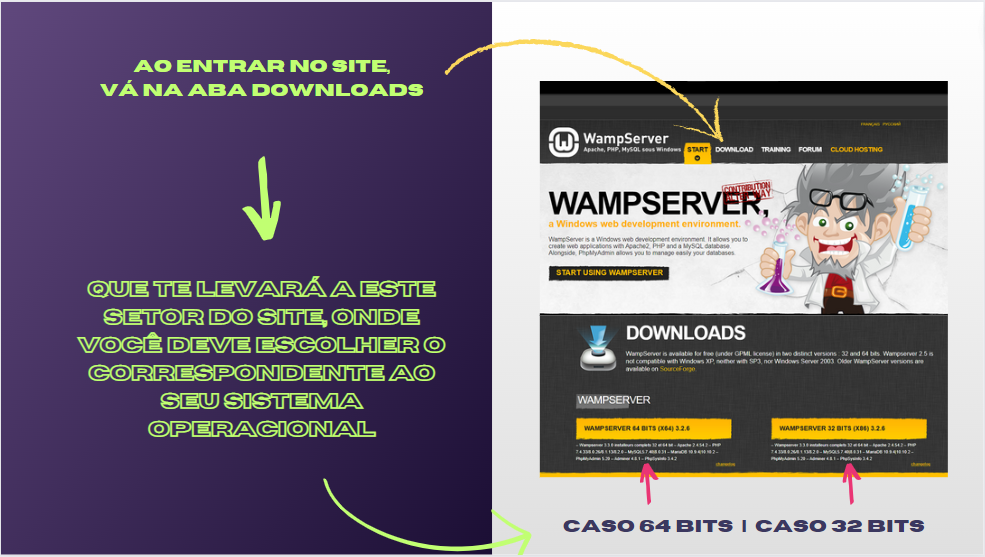 AO ENTRAR NO SITE,
VÁ NA ABA DOWNLOADS
QUE TE LEVARÁ A ESTE
SETOR DO SITE, ONDE
VOCÊ DEVE ESCOLHER O
CORRESPONDENTE AO
SEU SISTEMA
OPERACIONAL
FRANÇAIS РУССКИЙ
WampServer
Apache, PHP, MySQL sous Windows
START DOWNLOAD TRAINING FORUM CLOUD HOSTING
CONTRIBUTION
WAMPSERVER,
a Windows web development environment.
WampServer is a Windows web development environment. It allows you to
create web applications with Apache2, PHP and a MySQL database.
Alongside, PhpMyAdmin allows you to manage easily your databases.
START USING WAMPSERVER
DOWNLOADS
WampServer is available for free (under GPML license) in two distinct versions : 32 and 64 bits. Wampserver 2.5 is
not compatible with Windows XP, neither with SP3, nor Windows Server 2003. Older WampServer versions are
available on SourceForge.
WAMPSERVER
WAMPSERVER 64 BITS (X64) 3.2.6
WAMPSERVER 32 BITS (X86) 3.2.6
CASO 64 BITS | CASO 32 BITS